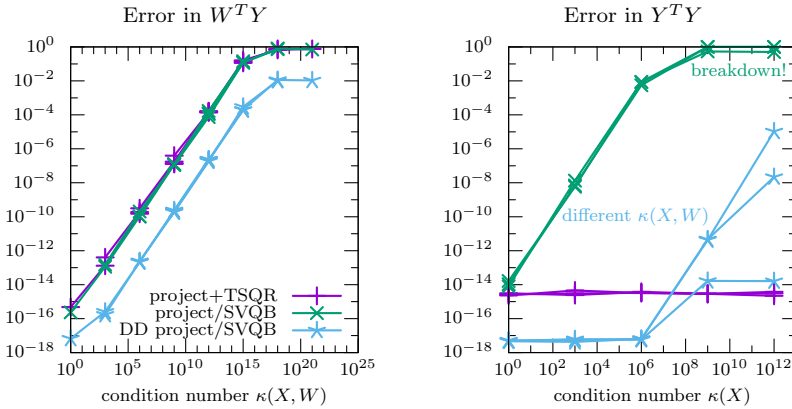 Error in W^T Y
10^0
10^-2
10^-4
10^-6
10^-8
10^-10
10^-12
10^-14
10^-16
10^-18
project+TSQR
project/SVQB
DD project/SVQB
10^0 10^5 10^10 10^15 10^20 10^25
condition number κ(X, W)
Error in Y^T Y
10^0
10^-2
10^-4
10^-6
10^-8
10^-10
10^-12
10^-14
10^-16
10^-18
breakdown!
different κ(X, W)
10^0 10^2 10^4 10^6 10^8 10^10 10^12
condition number κ(X)